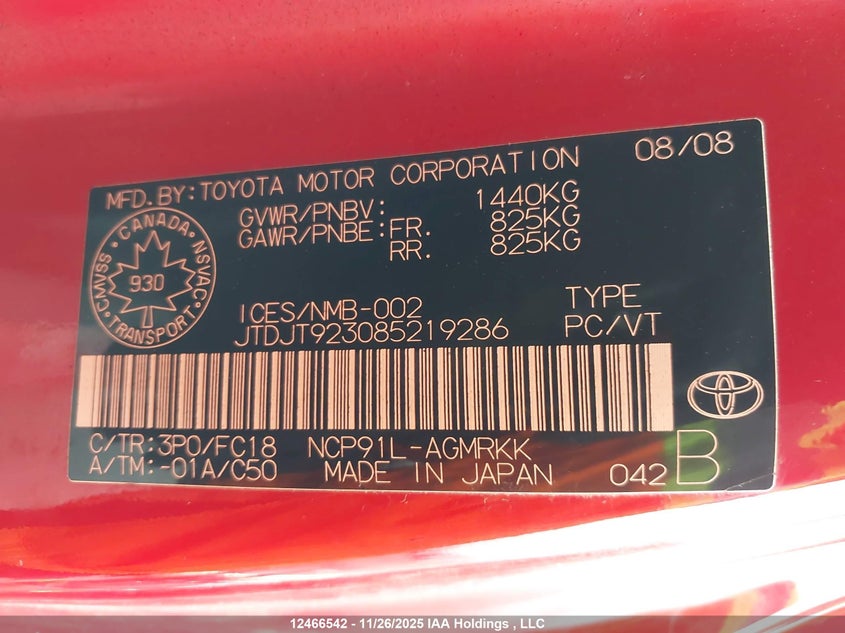 MFD.BY:TOYOTA MOTOR CORPORATION 08/08
GVWR/PNBV: 1440KG
GAWR/PNBE: FR. 825KG
RR. 825KG
CANADA
NSVAC
TRANSPORT
CMVSS
930
ICES/NMB-002
JTDJT923085219286
TYPE
PC/VT
C/TR:3P0/FC18 NCP91L-AGMRKK
A/TM:-01A/C50 MADE IN JAPAN
042 B
12466542 - 11/26/2025 IAA Holdings , LLC